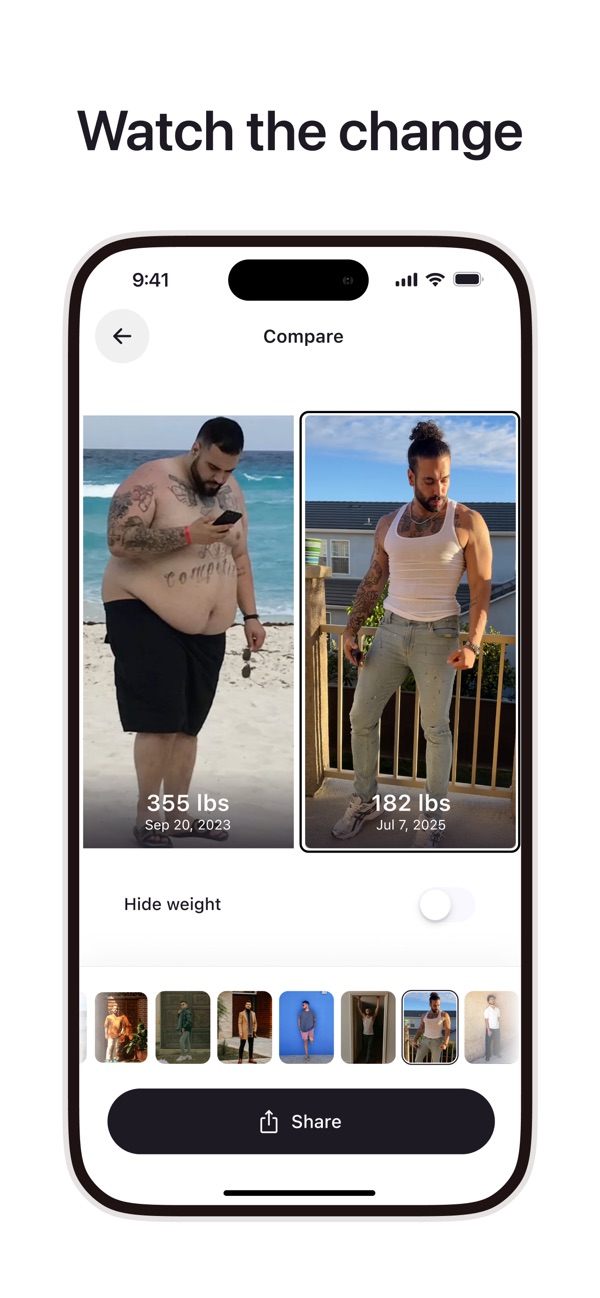 Watch the change
9:41
Compare
355 lbs
Sep 20, 2023
182 lbs
Jul 7, 2025
Hide weight
Share